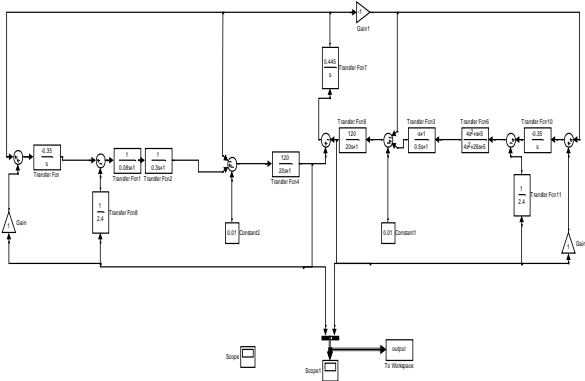 -1
Gain1
0.445
s
Transfer Fcn7
-0.35
s
Transfer Fcn
1
0.08s+1
Transfer Fcn1
1
0.3s+1
Transfer Fcn2
120
20s+1
Transfer Fcn4
120
20s+1
Transfer Fcn9
-s+1
0.5s+1
Transfer Fcn3
Transfer Fcn6
-0.35
s
Transfer Fcn10
1
2.4
Transfer Fcn8
1
2.4
Transfer Fcn11
1
Gain
0.01
Constant2
0.01
Constant1
1
Gain
Scope
Scope1
output
To Workspace